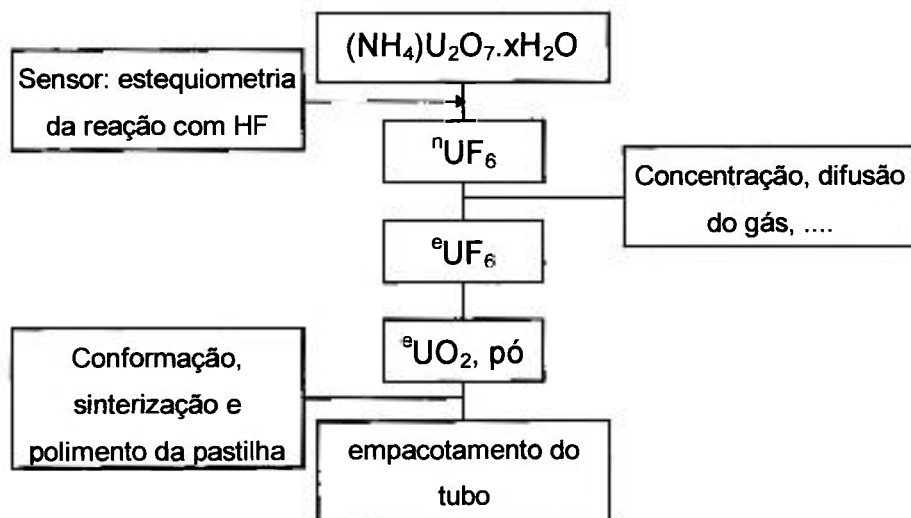 (NH₄)U₂O₇.xH₂O
Sensor: estequiometria
da reação com HF
ⁿUF₆
Concentração, difusão
do gás, ....
ᵉUF₆
ᵉUO₂, pó
Conformação,
sinterização e
polimento da pastilha
empacotamento do
tubo